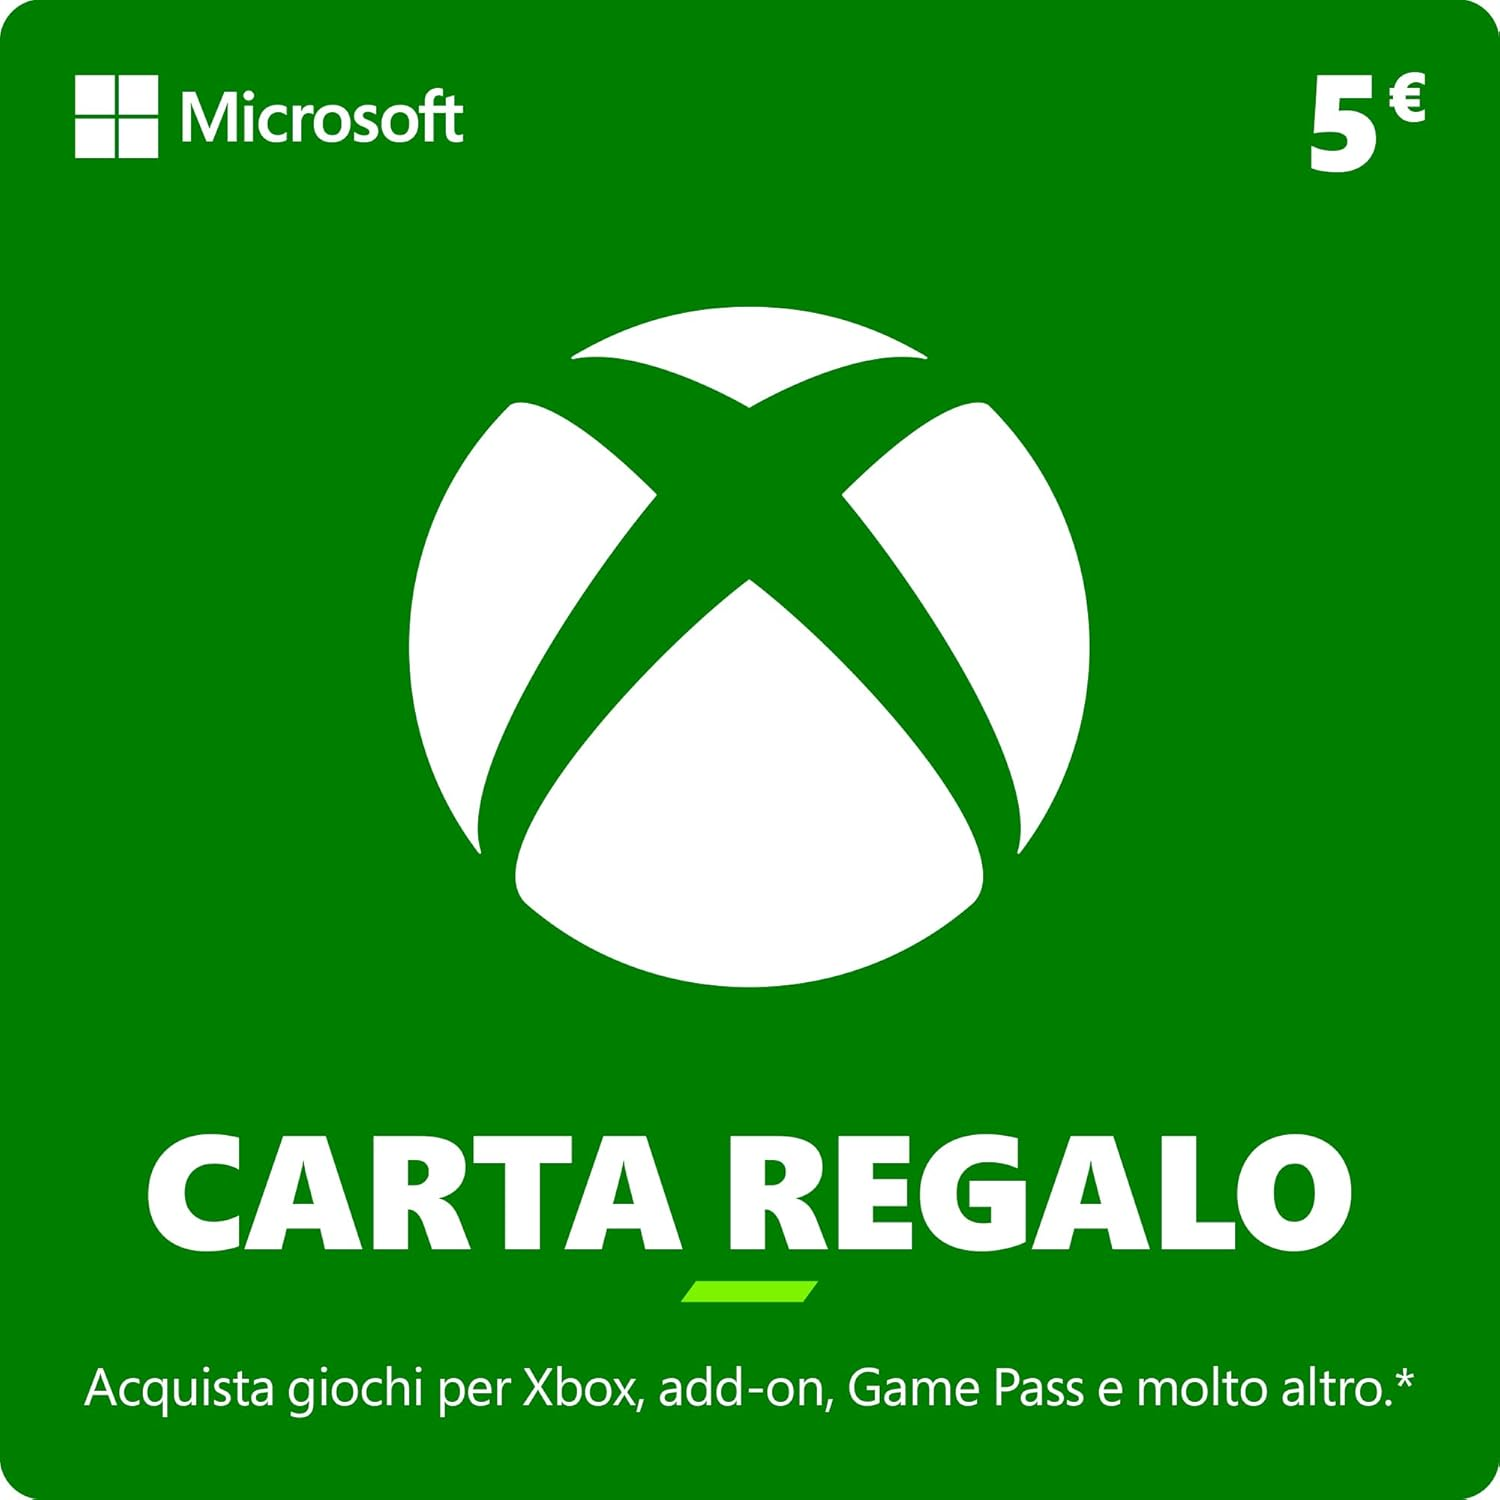 Microsoft
5€
CARTA REGALO
Acquista giochi per Xbox, add-on, Game Pass e molto altro.*